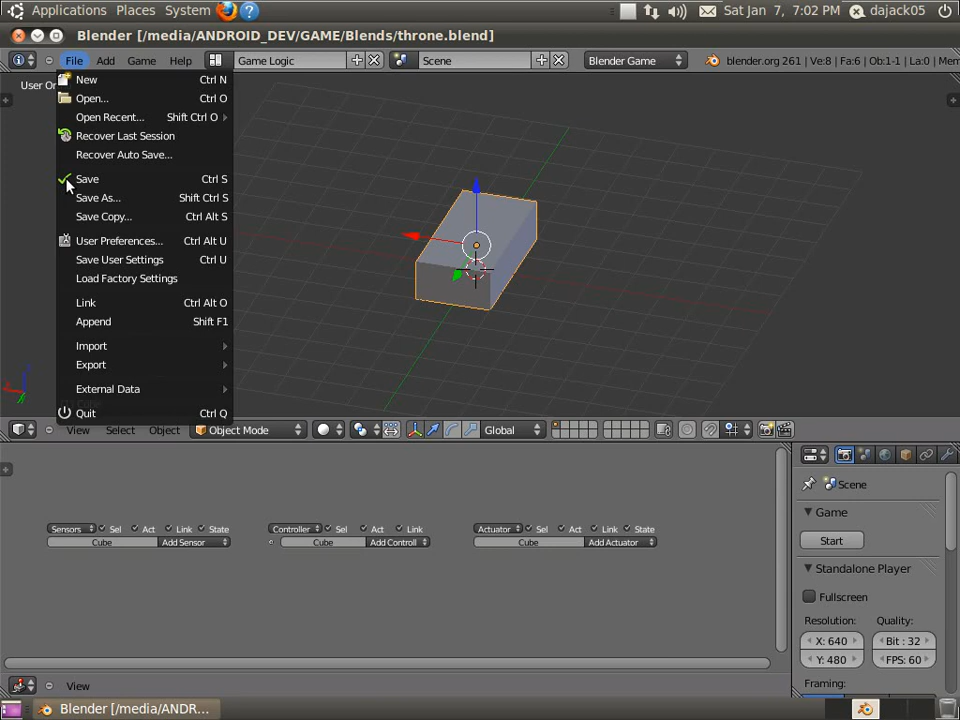 Applications Places System ? Sat Jan 7, 7:02 PM dajack05
Blender [/media/ANDROID_DEV/GAME/Blends/throne.blend]
File Add Game Help Game Logic Scene Blender Game blender.org 261 | Ve:8 | Fa:6 | Ob:1-1 | La:0 | Mem
User Or
New Ctrl N
Open... Ctrl O
Open Recent... Shift Ctrl O
Recover Last Session
Recover Auto Save...
Save Ctrl S
Save As... Shift Ctrl S
Save Copy... Ctrl Alt S
User Preferences... Ctrl Alt U
Save User Settings Ctrl U
Load Factory Settings
Link Ctrl Alt O
Append Shift F1
Import
Export
External Data
Quit Ctrl Q
View Select Object Object Mode Global
Scene
Game
Start
Standalone Player
Fullscreen
Resolution: Quality:
X: 640 Bit : 32
Y: 480 FPS: 60
Framing:
Sensors Sel Act Link State Controller Sel Act Link Actuator Sel Act Link State
Cube Add Sensor Cube Add Controll Cube Add Actuator
View
Blender [/media/ANDR...